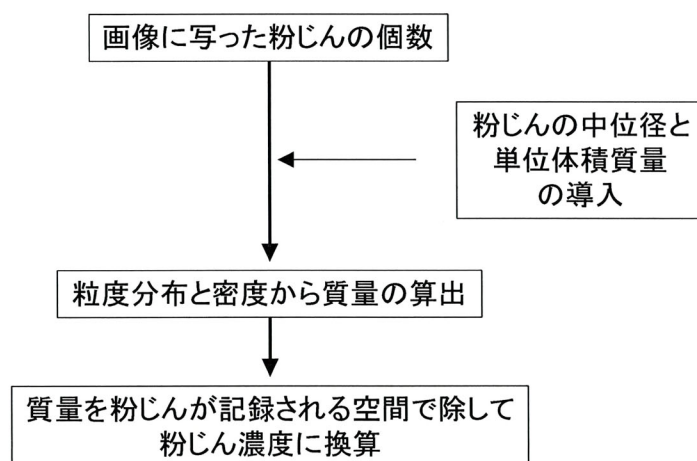 画像に写った粉じんの個数
粉じんの中位径と
単位体積質量
の導入
粒度分布と密度から質量の算出
質量を粉じんが記録される空間で除して
粉じん濃度に換算